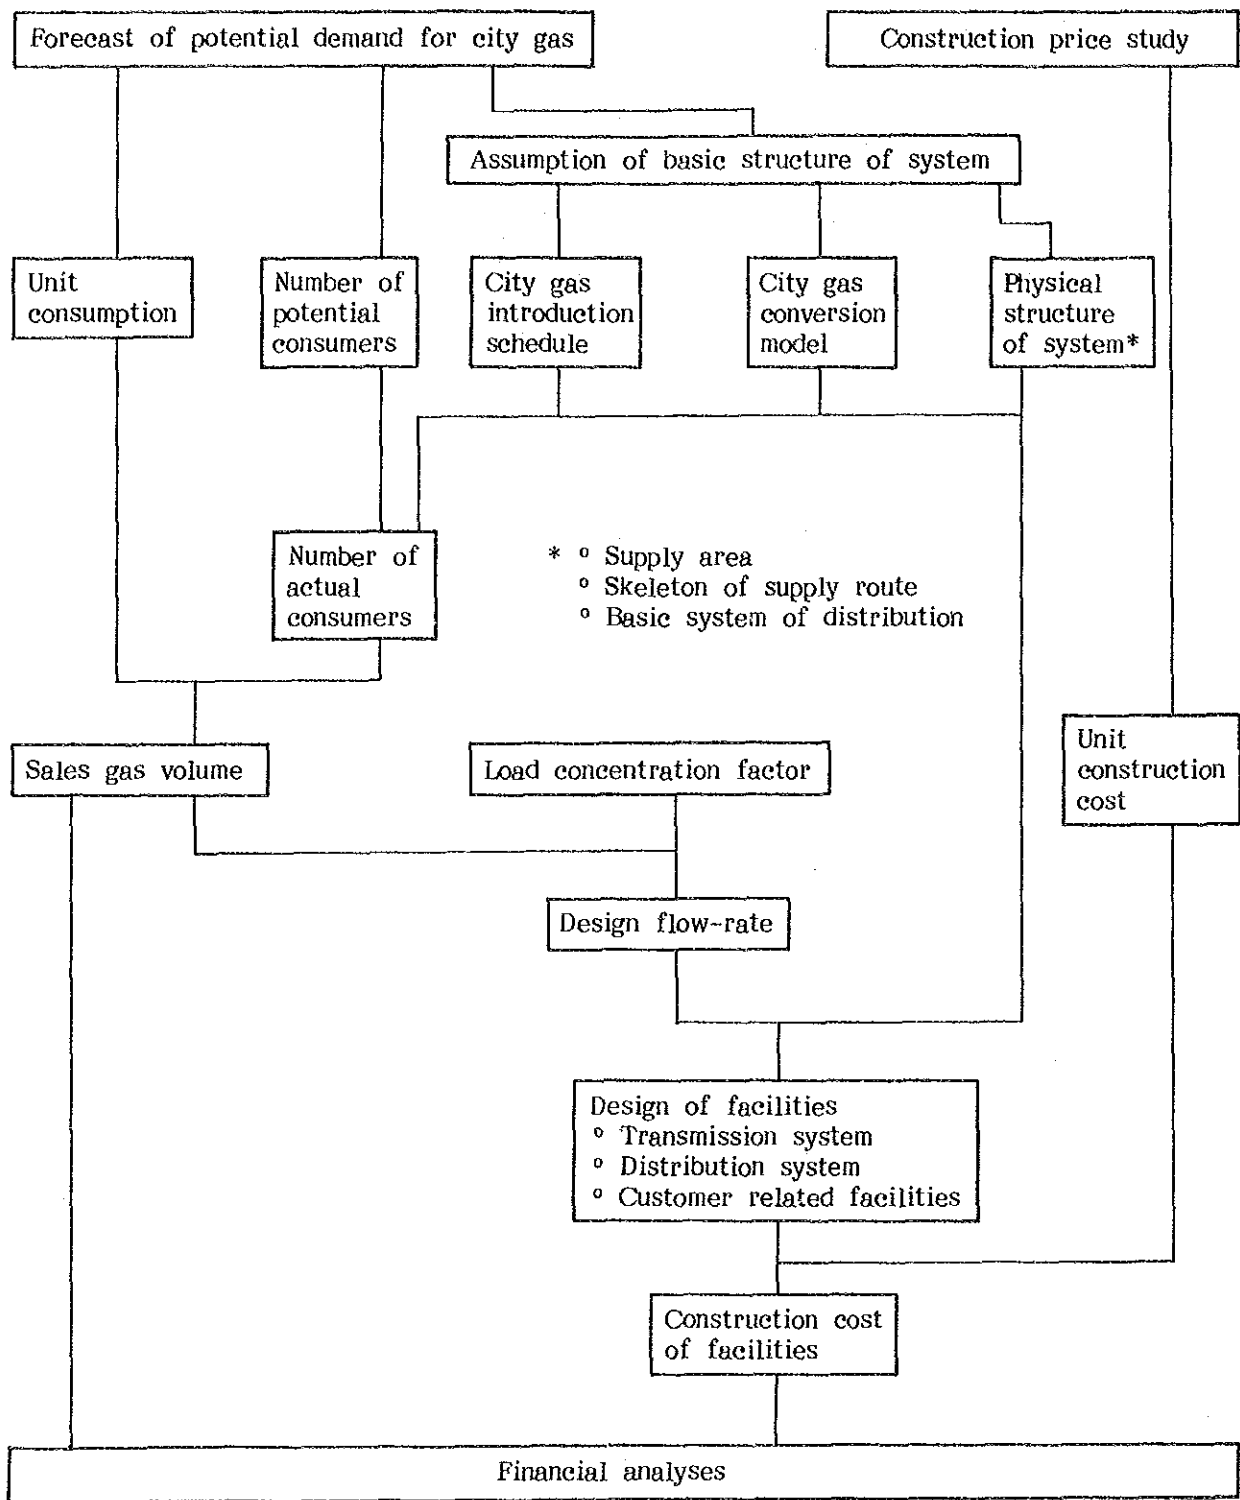 Forecast of potential demand for city gas
Construction price study
Assumption of basic structure of system
Unit
consumption
Number of
potential
consumers
City gas
introduction
schedule
City gas
conversion
model
Physical
structure
of system*
Number of
actual
consumers
* o Supply area
o Skeleton of supply route
o Basic system of distribution
Unit
construction
cost
Sales gas volume
Load concentration factor
Design flow-rate
Design of facilities
o Transmission system
o Distribution system
o Customer related facilities
Construction cost
of facilities
Financial analyses